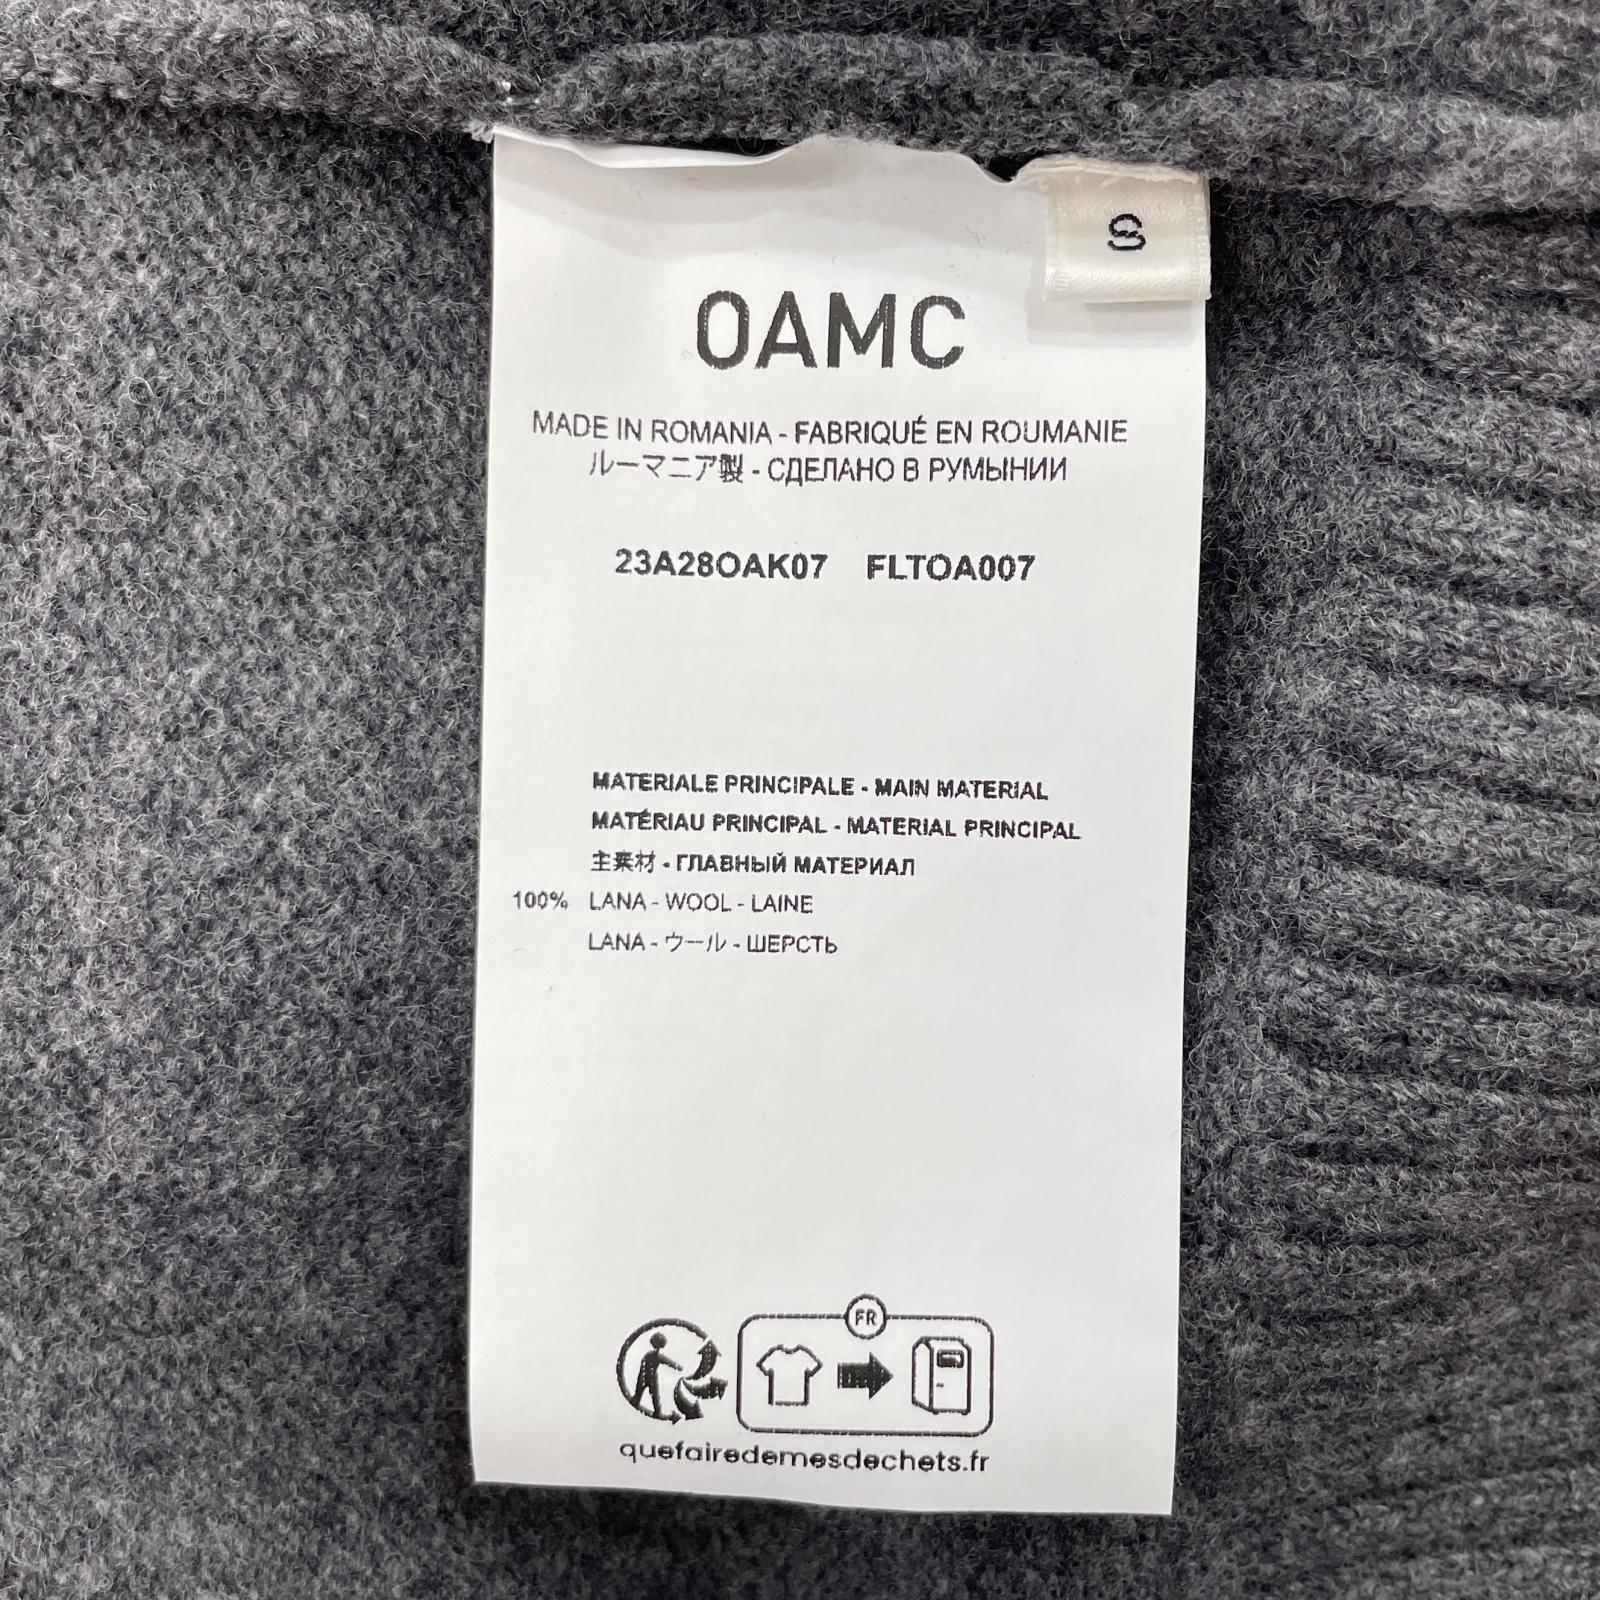 S
OAMC
MADE IN ROMANIA - FABRIQUÉ EN ROUMANIE
ルーマニア製 - СДЕЛАНО В РУМЫНИИ
23A28OAK07 FLTOA007
MATERIALE PRINCIPALE - MAIN MATERIAL
MATÉRIAU PRINCIPAL - MATERIAL PRINCIPAL
主素材 - ГЛАВНЫЙ МАТЕРИАЛ
100% LANA - WOOL - LAINE
LANA - ウール - ШЕРСТЬ
FR
quefairedemesdechets.fr